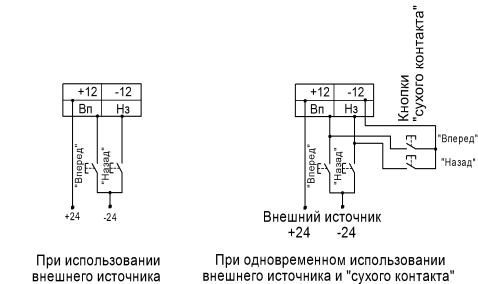 +12 -12
Вп Нз
"Вперед"
"Назад"
+24 -24
При использовании
внешнего источника
+12 -12
Вп Нз
"Вперед"
"Назад"
Кнопки
"сухого контакта"
"Вперед"
"Назад"
Внешний источник
+24 -24
При одновременном использовании
внешнего источника и "сухого контакта"